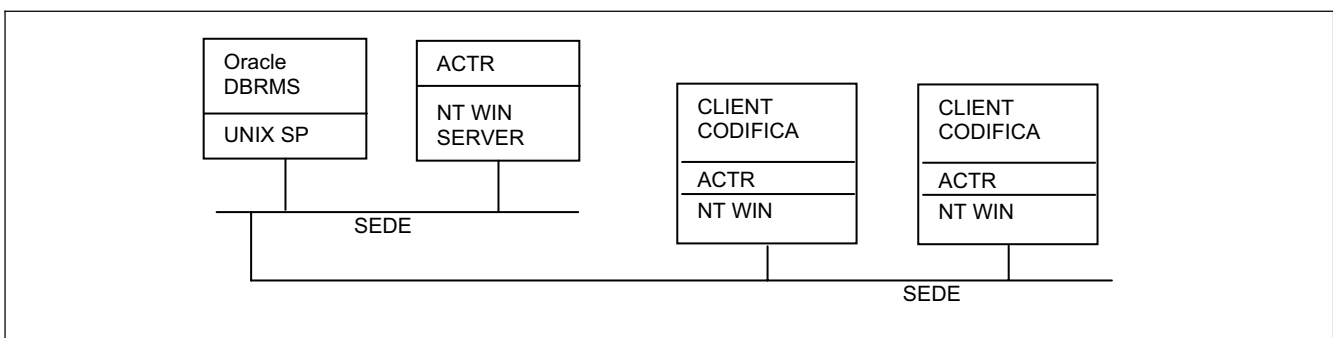 Oracle
DBRMS
UNIX SP
ACTR
NT WIN
SERVER
SEDE
CLIENT
CODIFICA
ACTR
NT WIN
CLIENT
CODIFICA
ACTR
NT WIN
SEDE